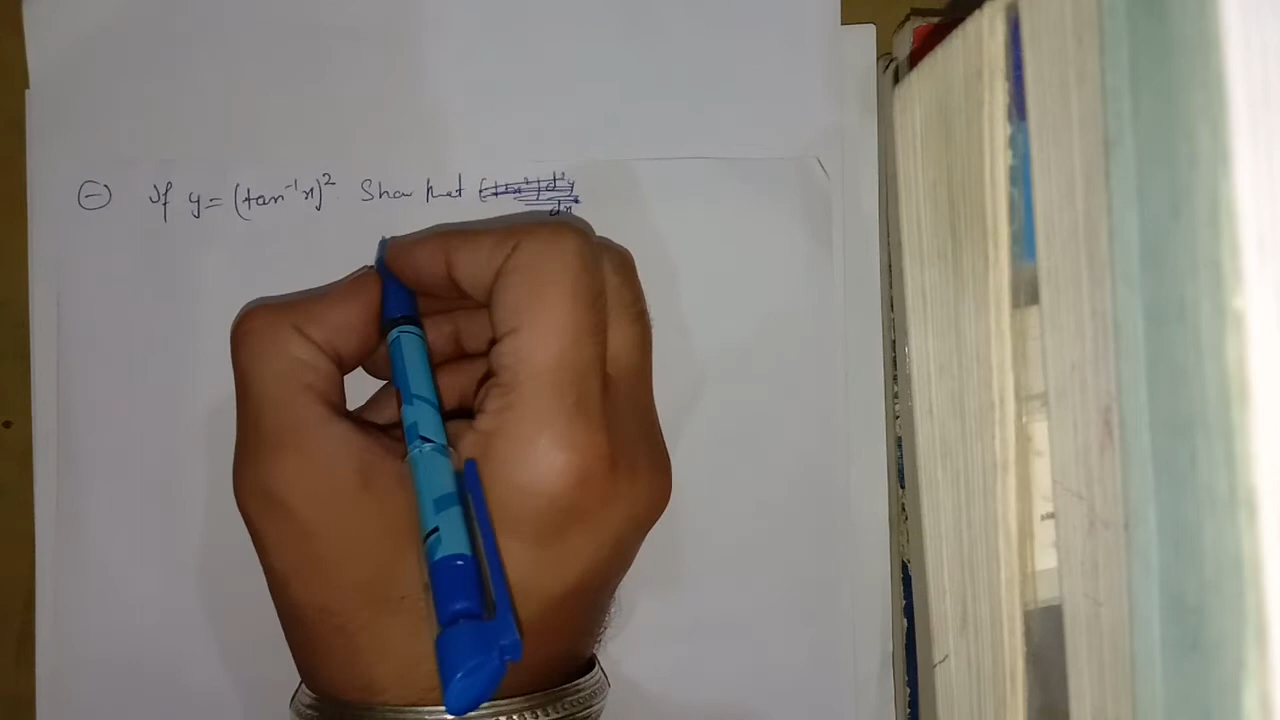 ⊖ If y = (tan⁻¹x)² Show that